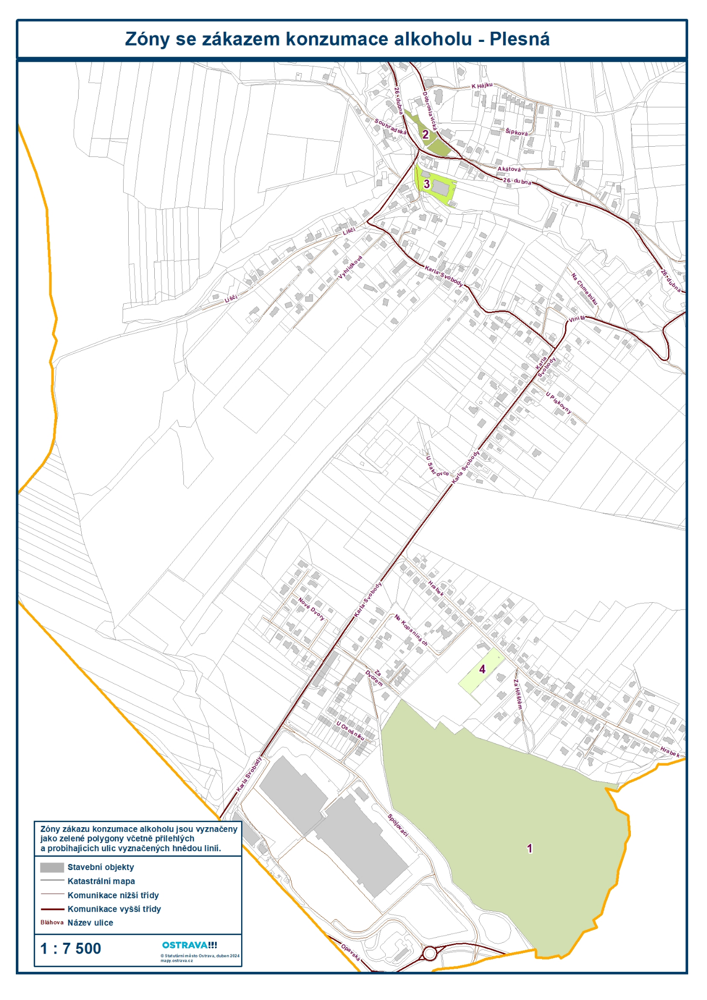 Zóny se zákazem konzumace alkoholu - Plesná
K Hájku
26. dubna
Dobroslavická
Souhradská
Šípková
2
Akátová
26. dubna
3
Lišči
Vyhlídková
Karla Svobody
26. dubna
Na Chmelníku
Lišči
Vlnitá
Karla
Svobody
U Pískovny
U Sakrovce
Karla Svobody
Hrabek
Karla Svobody
Nové Dvory
Na Kopaninách
4
Za
Dvorem
Za Hřištěm
U Ososníku
Hrabek
Karla Svobody
Spojovací
1
Opavská
Zóny zákazu konzumace alkoholu jsou vyznačeny
jako zelené polygony včetně přilehlých
a probíhajících ulic vyznačených hnědou linií.
Stavební objekty
Katastrální mapa
Komunikace nižší třídy
Komunikace vyšší třídy
Bláhova Název ulice
1 : 7 500
OSTRAVA!!!
© Statutární město Ostrava, duben 2024
mapy.ostrava.cz